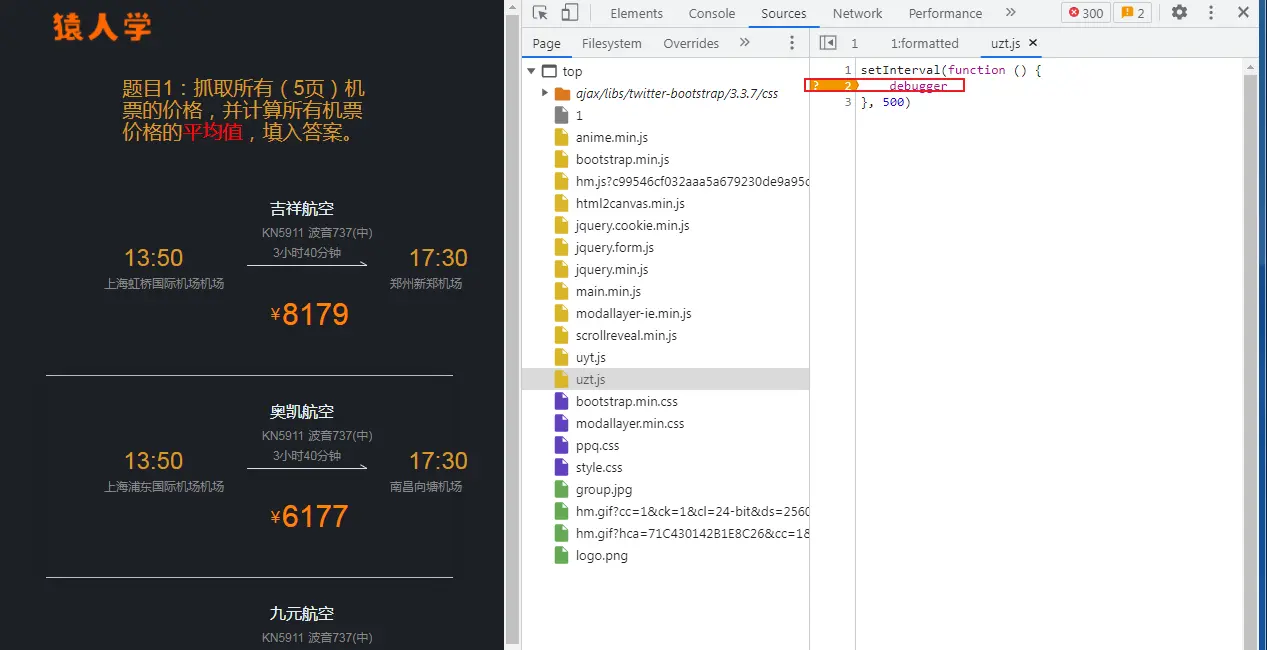 猿人学
题目1：抓取所有（5页）机
票的价格，并计算所有机票
价格的平均值，填入答案。
吉祥航空
KN5911 波音737(中)
3小时40分钟
13:50
17:30
上海虹桥国际机场机场
郑州新郑机场
¥8179
奥凯航空
KN5911 波音737(中)
3小时40分钟
13:50
17:30
上海浦东国际机场机场
南昌向塘机场
¥6177
九元航空
KN5911 波音737(中)
Elements Console Sources Network Performance » 300 2
Page Filesystem Overrides »
1 1:formatted uzt.js ×
top
ajax/libs/twitter-bootstrap/3.3.7/css
1
anime.min.js
bootstrap.min.js
hm.js?c99546cf032aaa5a679230de9a95c
html2canvas.min.js
jquery.cookie.min.js
jquery.form.js
jquery.min.js
main.min.js
modallayer-ie.min.js
scrollreveal.min.js
uyt.js
uzt.js
bootstrap.min.css
modallayer.min.css
ppq.css
style.css
group.jpg
hm.gif?cc=1&ck=1&cl=24-bit&ds=2560
hm.gif?hca=71C430142B1E8C26&cc=1&
logo.png
1 setInterval(function () {
? 2 debugger
3 }, 500)